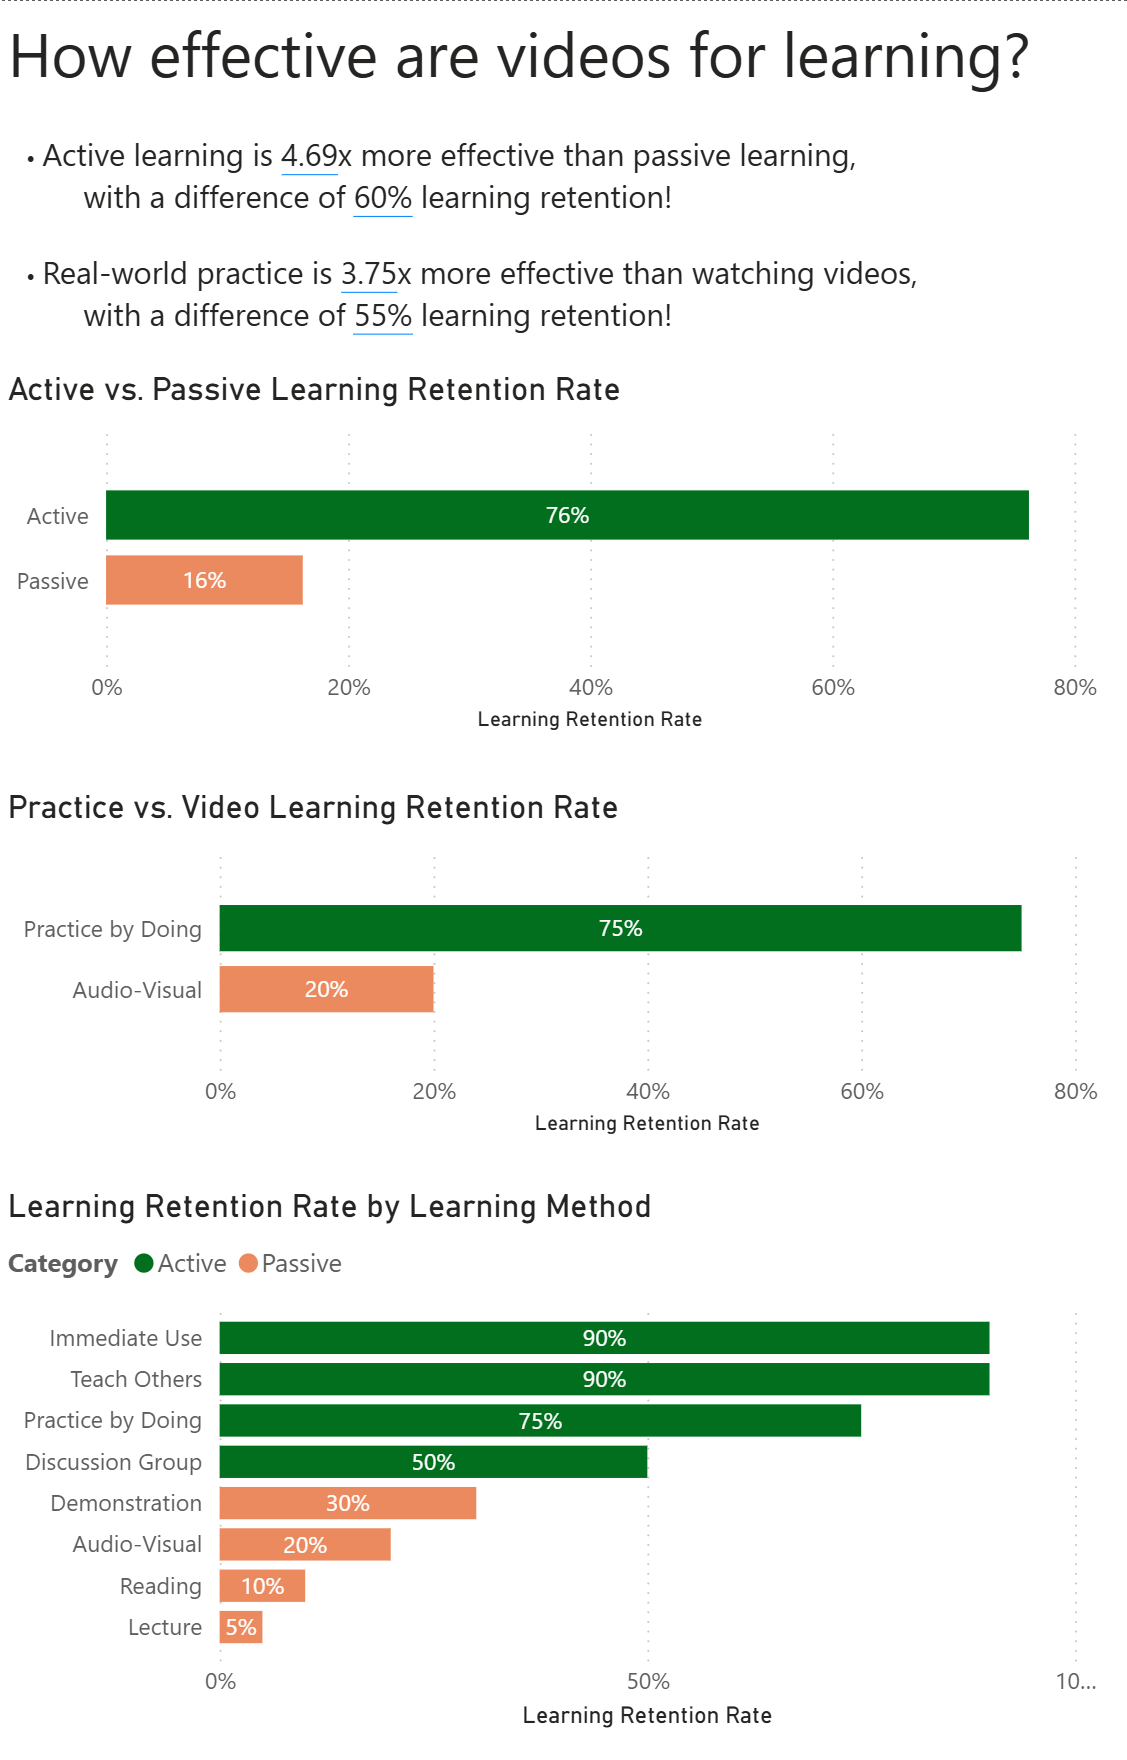 How effective are videos for learning?
• Active learning is 4.69x more effective than passive learning,
with a difference of 60% learning retention!
• Real-world practice is 3.75x more effective than watching videos,
with a difference of 55% learning retention!
Active vs. Passive Learning Retention Rate
Active 76%
Passive 16%
0% 20% 40% 60% 80%
Learning Retention Rate
Practice vs. Video Learning Retention Rate
Practice by Doing 75%
Audio-Visual 20%
0% 20% 40% 60% 80%
Learning Retention Rate
Learning Retention Rate by Learning Method
Category Active Passive
Immediate Use 90%
Teach Others 90%
Practice by Doing 75%
Discussion Group 50%
Demonstration 30%
Audio-Visual 20%
Reading 10%
Lecture 5%
0% 50% 10...
Learning Retention Rate